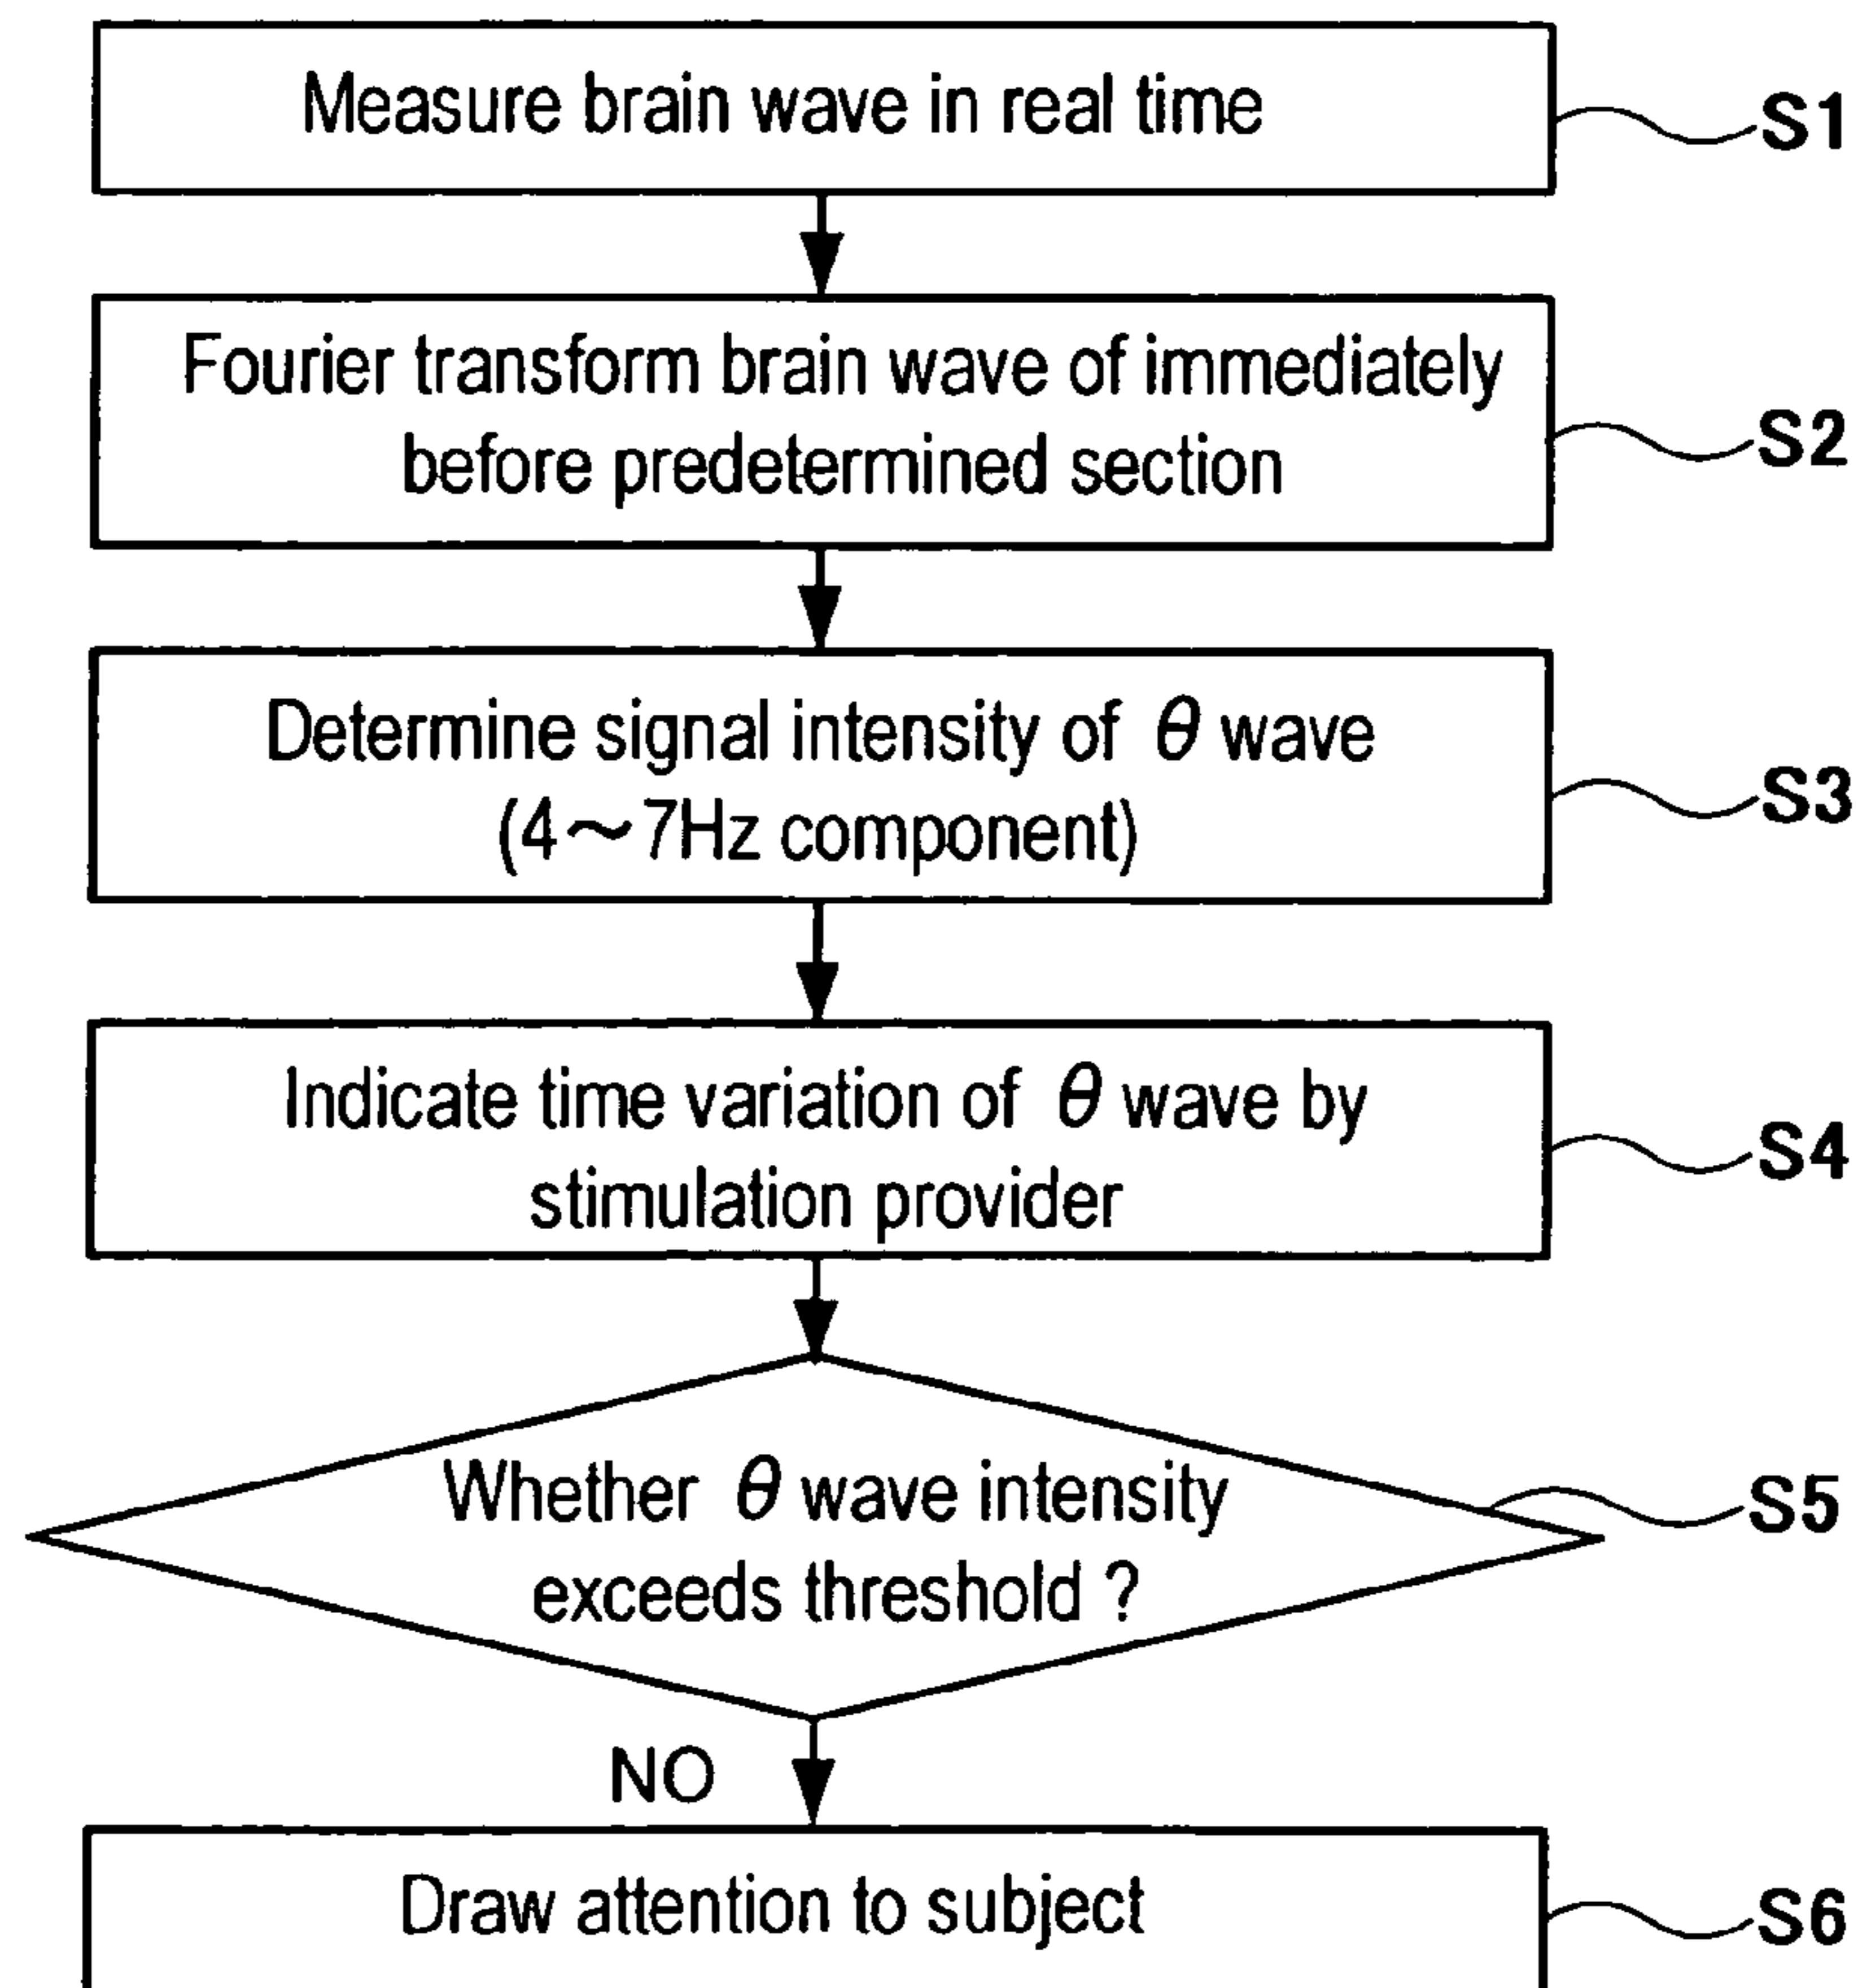 Measure brain wave in real time
S1
Fourier transform brain wave of immediately
before predetermined section
S2
Determine signal intensity of θ wave
(4～7Hz component)
S3
Indicate time variation of θ wave by
stimulation provider
S4
Whether θ wave intensity
exceeds threshold ?
S5
NO
Draw attention to subject
S6